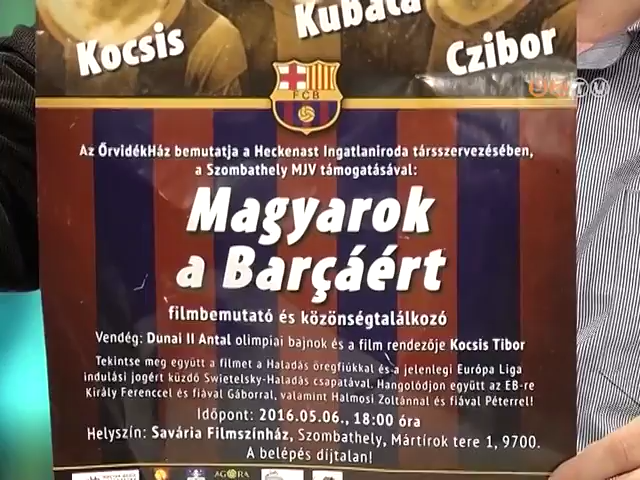 Kocsis
Kubala
Czibor
FCB
Az ŐrvidékHáz bemutatja a Heckenast Ingatlaniroda társszervezésében,
a Szombathely MJV támogatásával:
Magyarok
a Barçáért
filmbemutató és közönségtalálkozó
Vendég: Dunai II Antal olimpiai bajnok és a film rendezője Kocsis Tibor
Tekintse meg együtt a filmet a Haladás öregfiúkkal és a jelenlegi Európa Liga
indulási jogért küzdő Swietelsky-Haladás csapatával. Hangolódjon együtt az EB-re
Király Ferenccel és fiával Gáborral, valamint Halmosi Zoltánnal és fiával Péterrel!
Időpont: 2016.05.06., 18:00 óra
Helyszín: Savária Filmszínház, Szombathely, Mártírok tere 1, 9700.
A belépés díjtalan!
AGORA